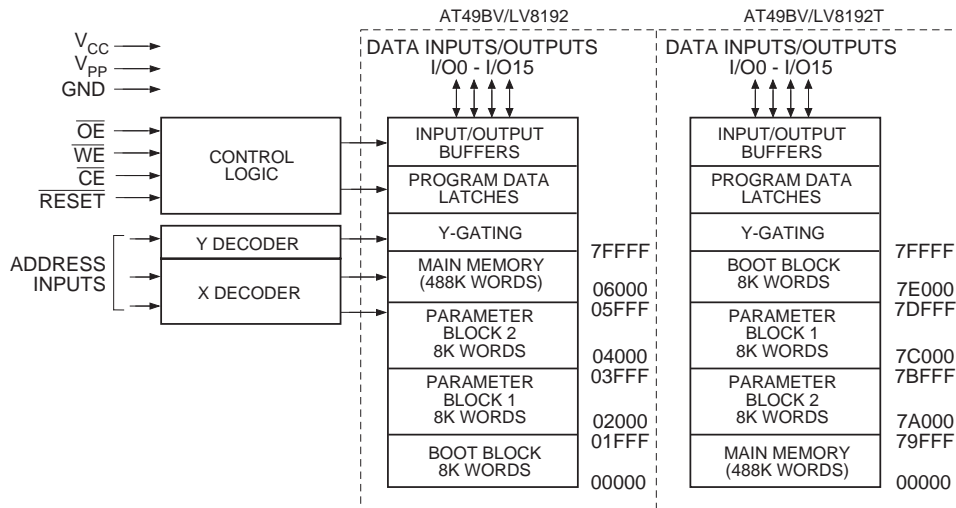 AT49BV/LV8192
AT49BV/LV8192T
VCC
VPP
GND
OE
WE
CE
RESET
CONTROL
LOGIC
ADDRESS
INPUTS
Y DECODER
X DECODER
DATA INPUTS/OUTPUTS
I/O0 - I/O15
INPUT/OUTPUT
BUFFERS
PROGRAM DATA
LATCHES
Y-GATING
7FFFF
MAIN MEMORY
(488K WORDS)
06000
05FFF
PARAMETER
BLOCK 2
8K WORDS
04000
03FFF
PARAMETER
BLOCK 1
8K WORDS
02000
01FFF
BOOT BLOCK
8K WORDS
00000
DATA INPUTS/OUTPUTS
I/O0 - I/O15
INPUT/OUTPUT
BUFFERS
PROGRAM DATA
LATCHES
Y-GATING
7FFFF
BOOT BLOCK
8K WORDS
7E000
7DFFF
PARAMETER
BLOCK 1
8K WORDS
7C000
7BFFF
PARAMETER
BLOCK 2
8K WORDS
7A000
79FFF
MAIN MEMORY
(488K WORDS)
00000